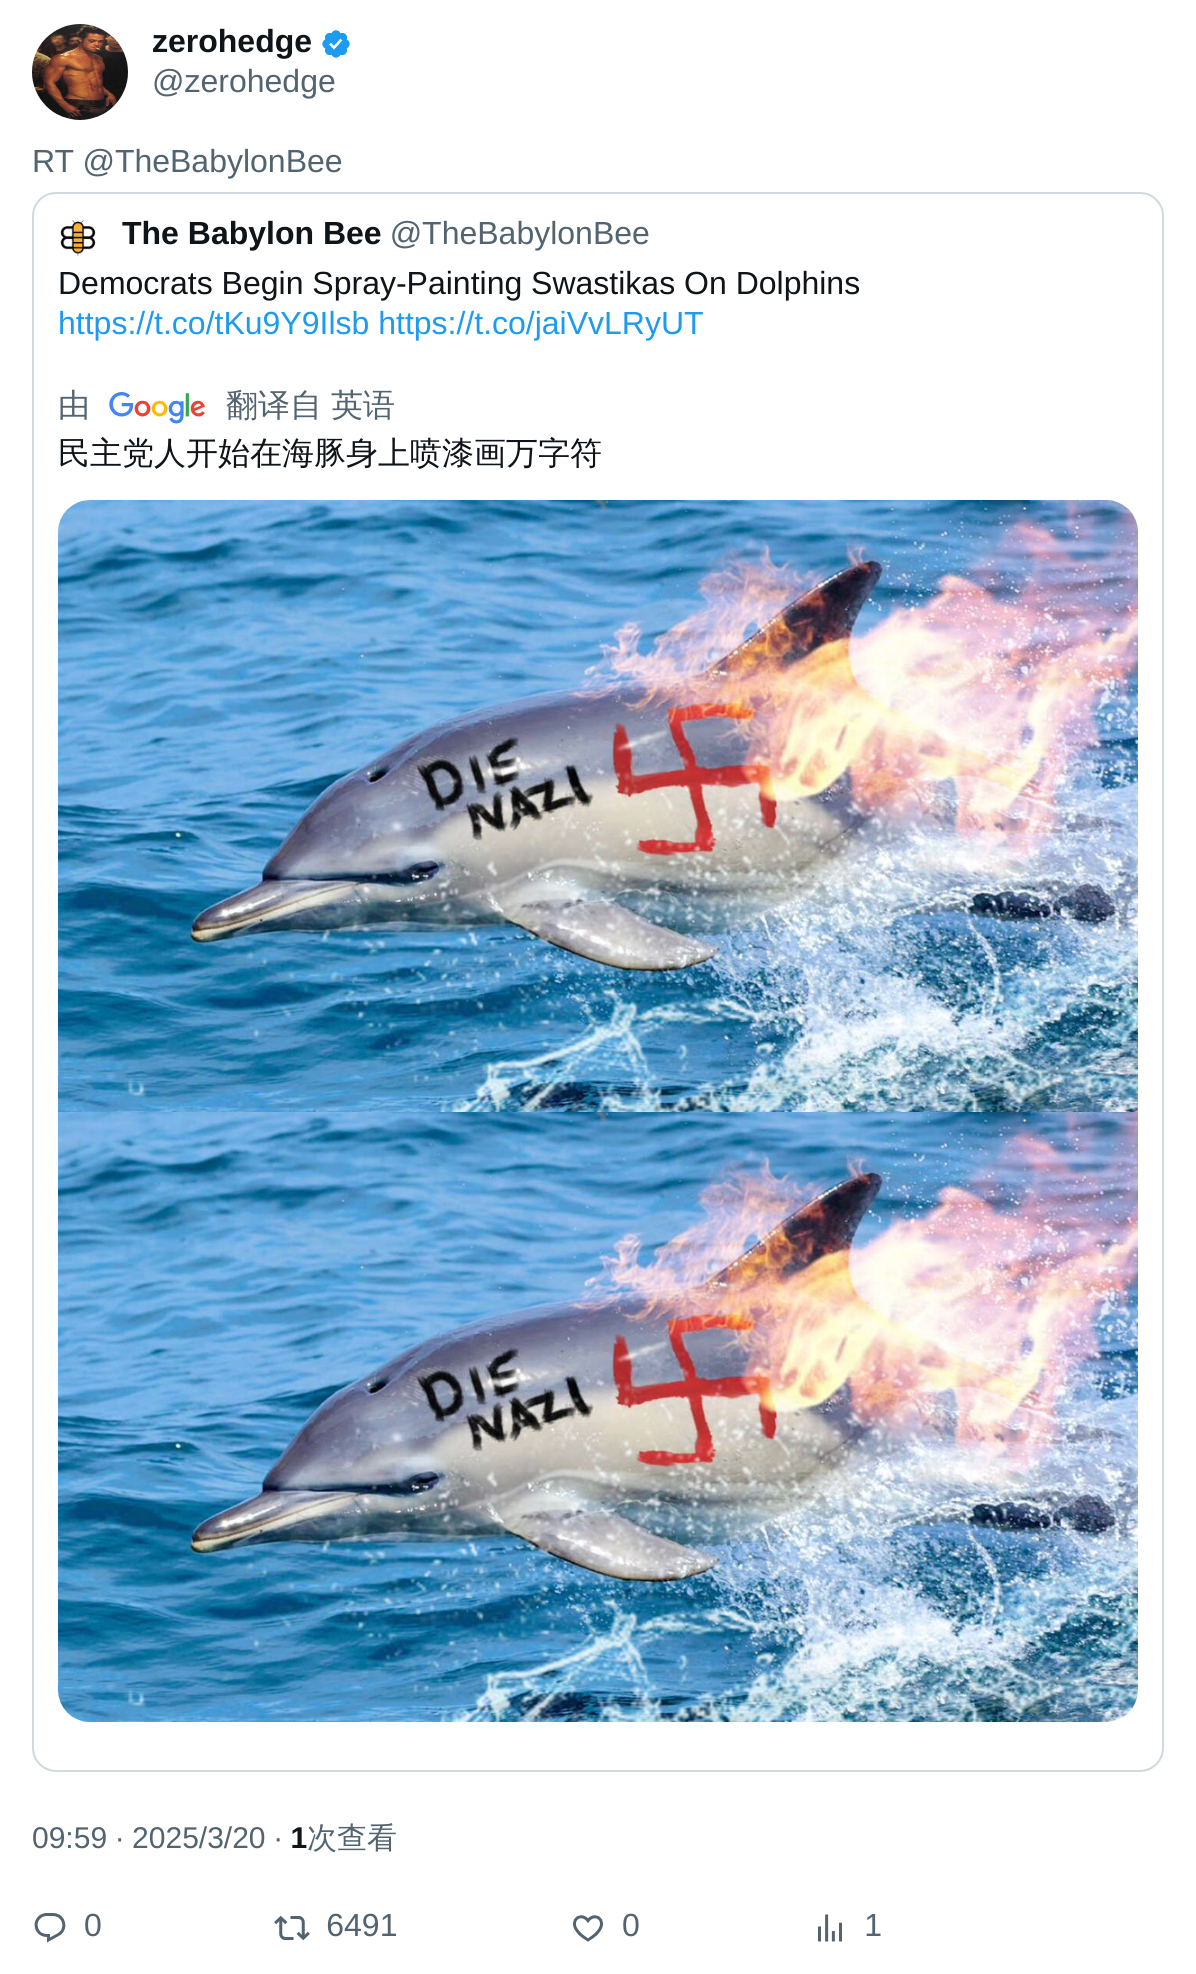 zerohedge
@zerohedge
RT @TheBabylonBee
The Babylon Bee @TheBabylonBee
Democrats Begin Spray-Painting Swastikas On Dolphins
https://t.co/tKu9Y9Ilsb https://t.co/jaiVvLRyUT
由 Google 翻译自 英语
民主党人开始在海豚身上喷漆画万字符
DIE
NAZI
DIE
NAZI
09:59 · 2025/3/20 · 1次查看
0 6491 0 1